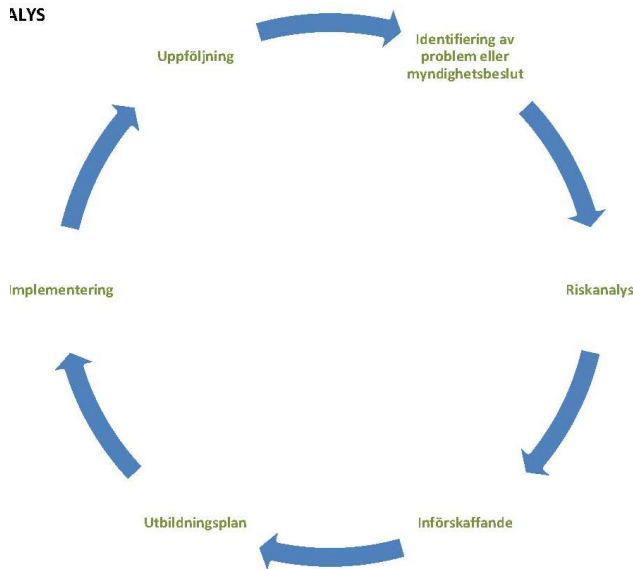 ALYS
Uppföljning
Identifiering av
problem eller
myndighetsbeslut
Implementering
Riskanalys
Utbildningsplan
Införskaffande